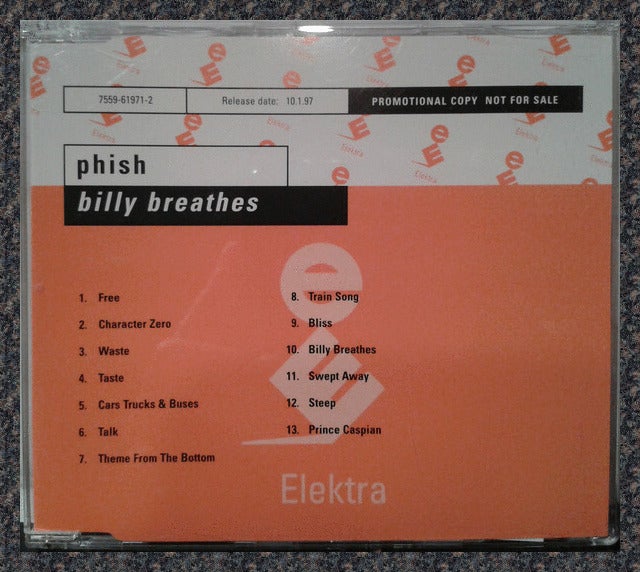 7559-61971-2
Release date: 10.1.97
PROMOTIONAL COPY NOT FOR SALE
phish
billy breathes
1. Free
2. Character Zero
3. Waste
4. Taste
5. Cars Trucks & Buses
6. Talk
7. Theme From The Bottom
8. Train Song
9. Bliss
10. Billy Breathes
11. Swept Away
12. Steep
13. Prince Caspian
Elektra
Elektra